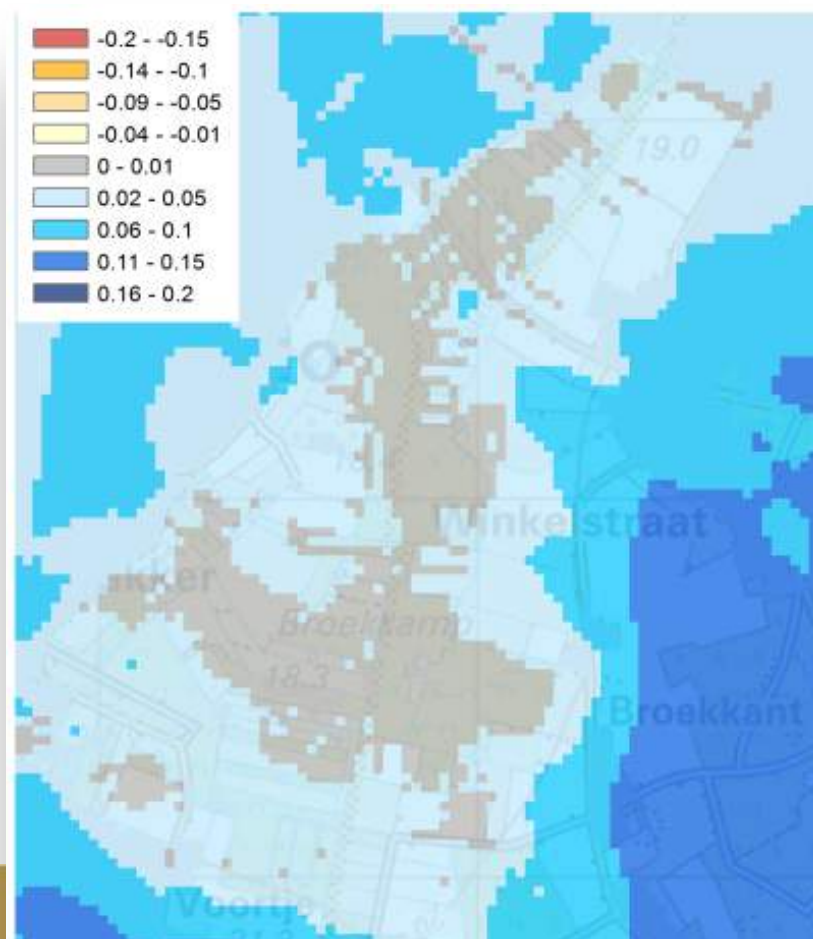 -0.2 - -0.15
-0.14 - -0.1
-0.09 - -0.05
-0.04 - -0.01
0 - 0.01
0.02 - 0.05
0.06 - 0.1
0.11 - 0.15
0.16 - 0.2
19.0
Winkelstraat
kker
Broekkamp
18.3
Broekkant
Voortje